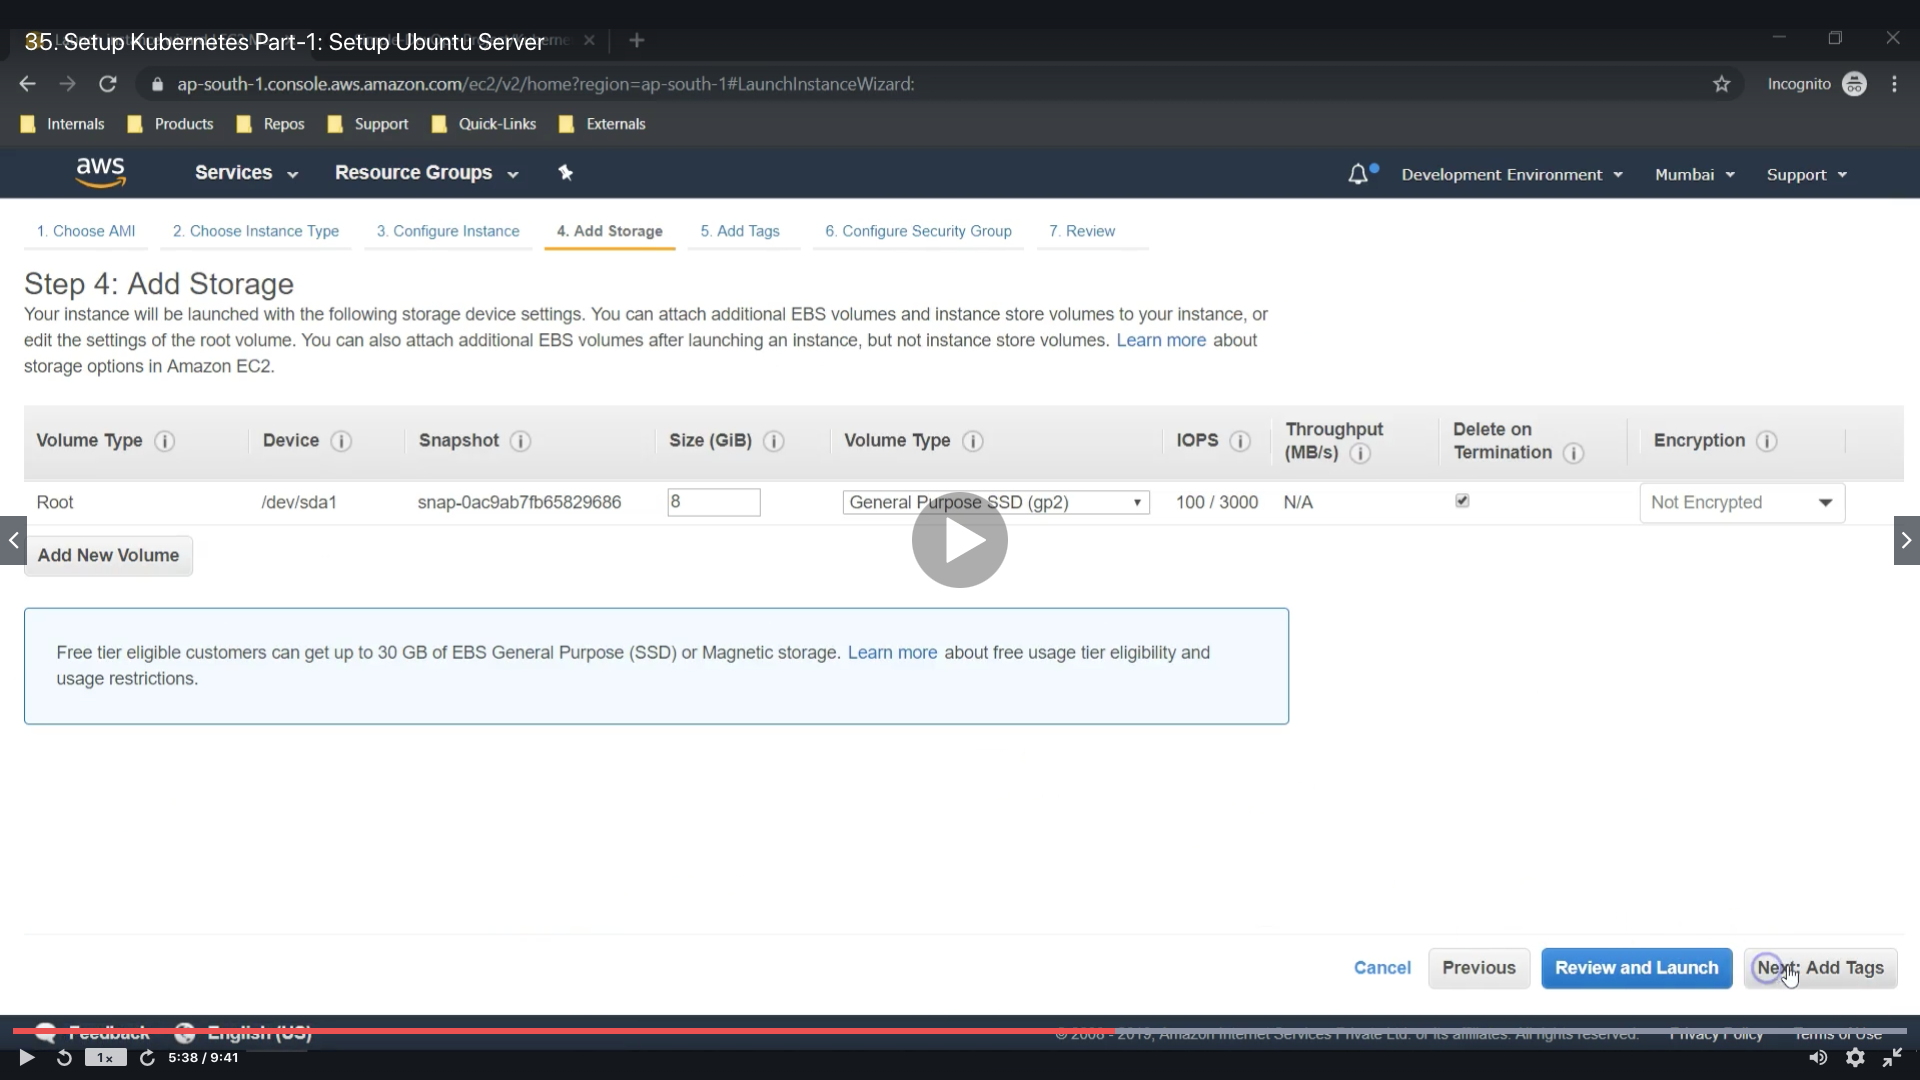 35. Setup Kubernetes Part-1: Setup Ubuntu Server
ap-south-1.console.aws.amazon.com/ec2/v2/home?region=ap-south-1#LaunchInstanceWizard:
Incognito
Internals Products Repos Support Quick-Links Externals
aws Services Resource Groups Development Environment Mumbai Support
1. Choose AMI 2. Choose Instance Type 3. Configure Instance 4. Add Storage 5. Add Tags 6. Configure Security Group 7. Review
Step 4: Add Storage
Your instance will be launched with the following storage device settings. You can attach additional EBS volumes and instance store volumes to your instance, or
edit the settings of the root volume. You can also attach additional EBS volumes after launching an instance, but not instance store volumes. Learn more about
storage options in Amazon EC2.
Volume Type Device Snapshot Size (GiB) Volume Type IOPS Throughput (MB/s) Delete on Termination Encryption
Root /dev/sda1 snap-0ac9ab7fb65829686 8 General Purpose SSD (gp2) 100 / 3000 N/A Not Encrypted
Add New Volume
Free tier eligible customers can get up to 30 GB of EBS General Purpose (SSD) or Magnetic storage. Learn more about free usage tier eligibility and
usage restrictions.
Cancel Previous Review and Launch Next: Add Tags
Feedback English (US) © 2008 - 2019, Amazon Internet Services Private Ltd. or its affiliates. All rights reserved. Privacy Policy Terms of Use
1x 5:38 / 9:41